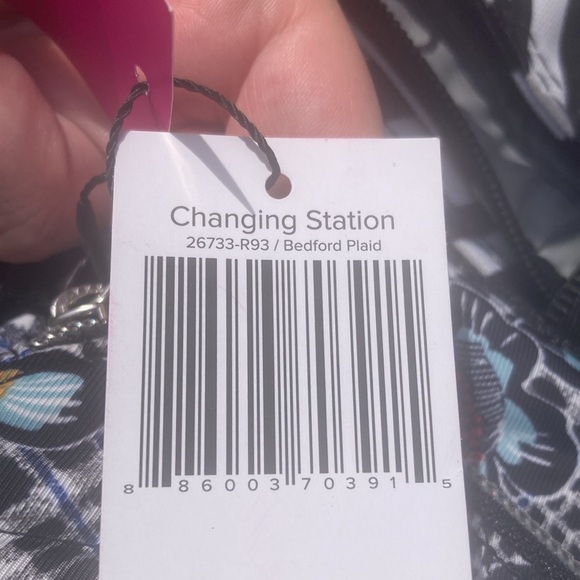 Changing Station
26733-R93 / Bedford Plaid
8 86003 70391 5